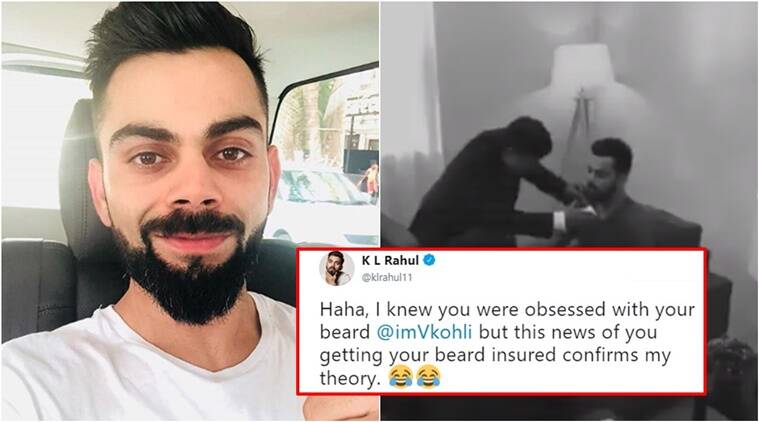 K L Rahul
@klrahul11
Haha, I knew you were obsessed with your
beard @imVkohli but this news of you
getting your beard insured confirms my
theory. 😂😂